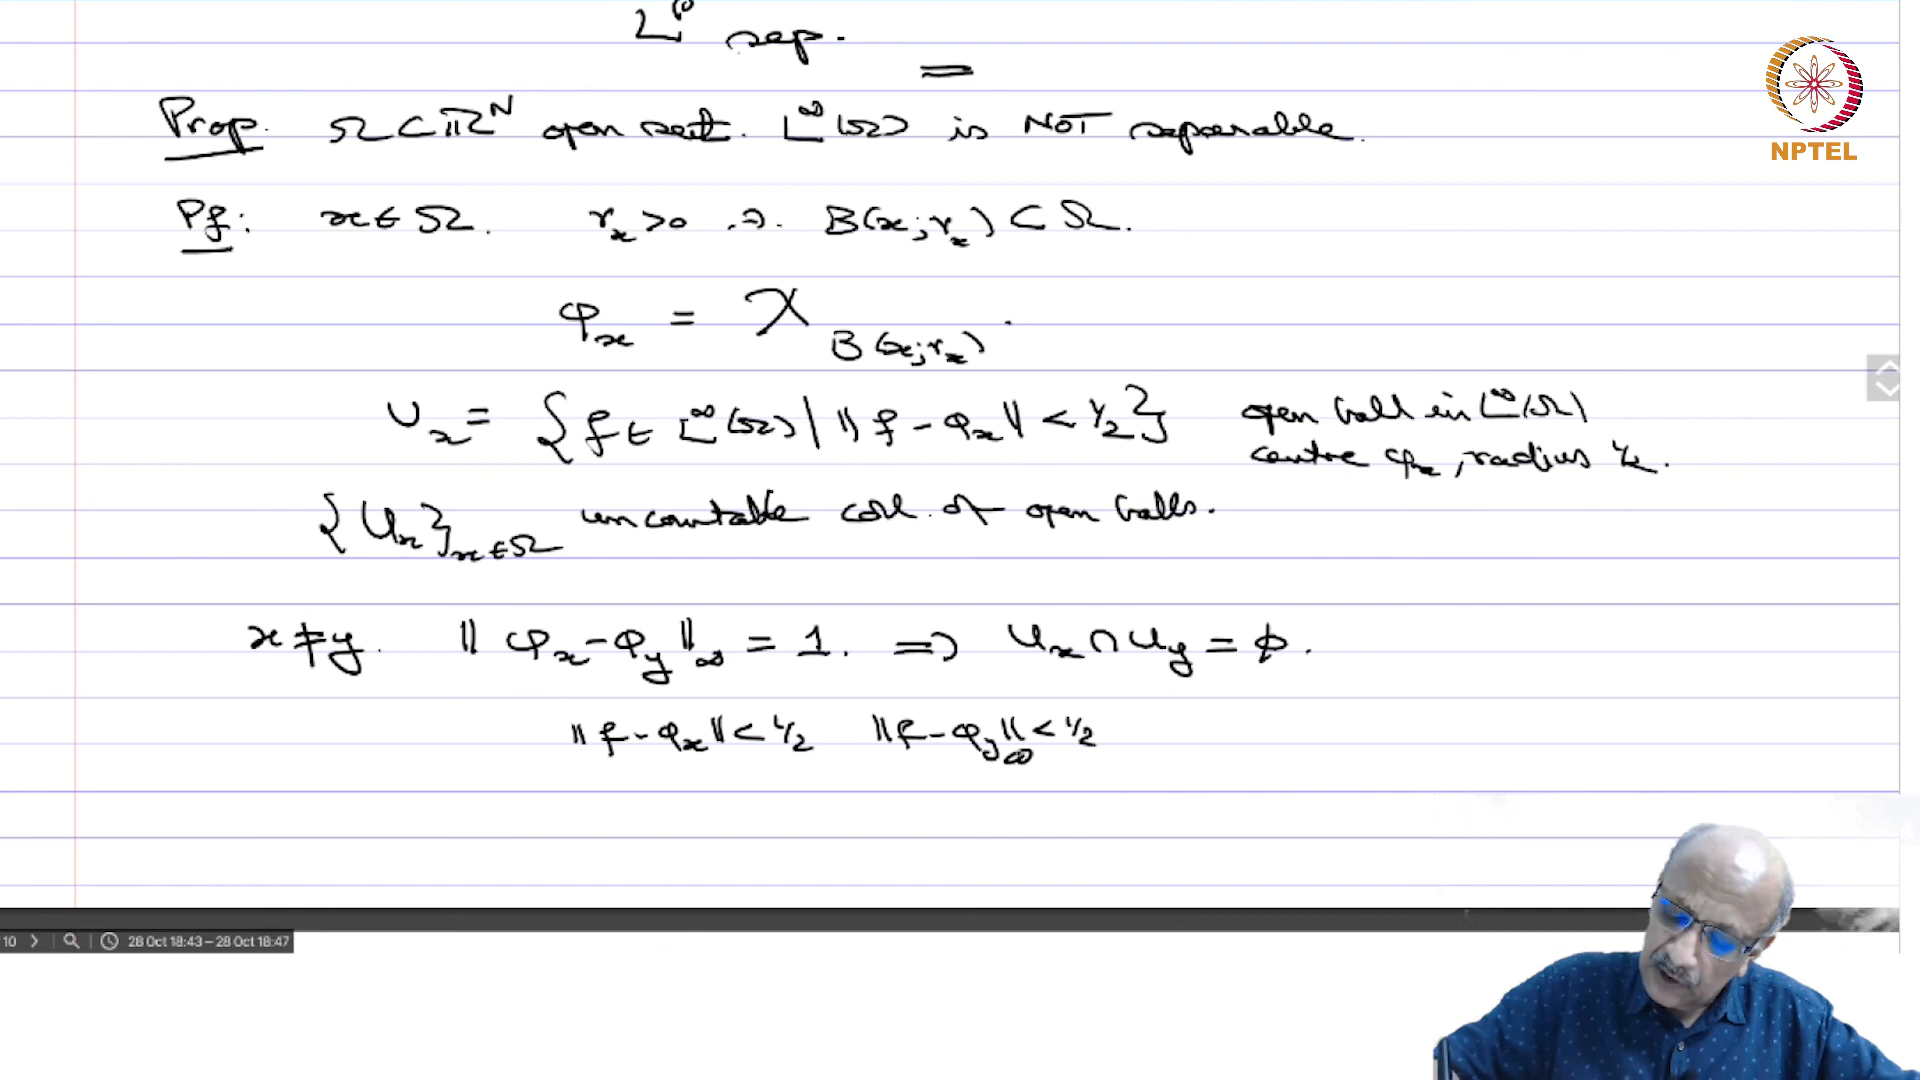 L^p sep.
NPTEL
Prop. Ω ⊂ ℝ^N open set. L^∞(Ω) is NOT separable.
Pf: x ∈ Ω. r_x > 0 .∋. B(x; r_x) ⊂ Ω.
φ_x = χ_{B(x; r_x)}.
U_x = {f ∈ L^∞(Ω) | ‖f - φ_x‖ < 1/2} open ball in L^∞(Ω)
centre φ_x, radius 1/2.
{U_x}_{x∈Ω} uncountable coll. of open balls.
x ≠ y. ‖φ_x - φ_y‖_∞ = 1. ⇒ U_x ∩ U_y = φ.
‖f - φ_x‖ < 1/2 ‖f - φ_y‖_∞ < 1/2
10 28 Oct 18:43 – 28 Oct 18:47